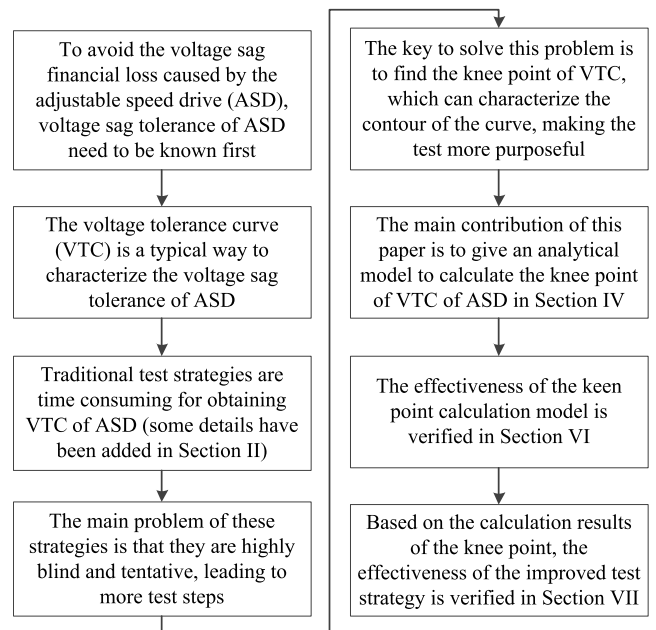 To avoid the voltage sag
financial loss caused by the
adjustable speed drive (ASD),
voltage sag tolerance of ASD
need to be known first
The voltage tolerance curve
(VTC) is a typical way to
characterize the voltage sag
tolerance of ASD
Traditional test strategies are
time consuming for obtaining
VTC of ASD (some details have
been added in Section II)
The main problem of these
strategies is that they are highly
blind and tentative, leading to
more test steps
The key to solve this problem is
to find the knee point of VTC,
which can characterize the
contour of the curve, making the
test more purposeful
The main contribution of this
paper is to give an analytical
model to calculate the knee point
of VTC of ASD in Section IV
The effectiveness of the keen
point calculation model is
verified in Section VI
Based on the calculation results
of the knee point, the
effectiveness of the improved test
strategy is verified in Section VII